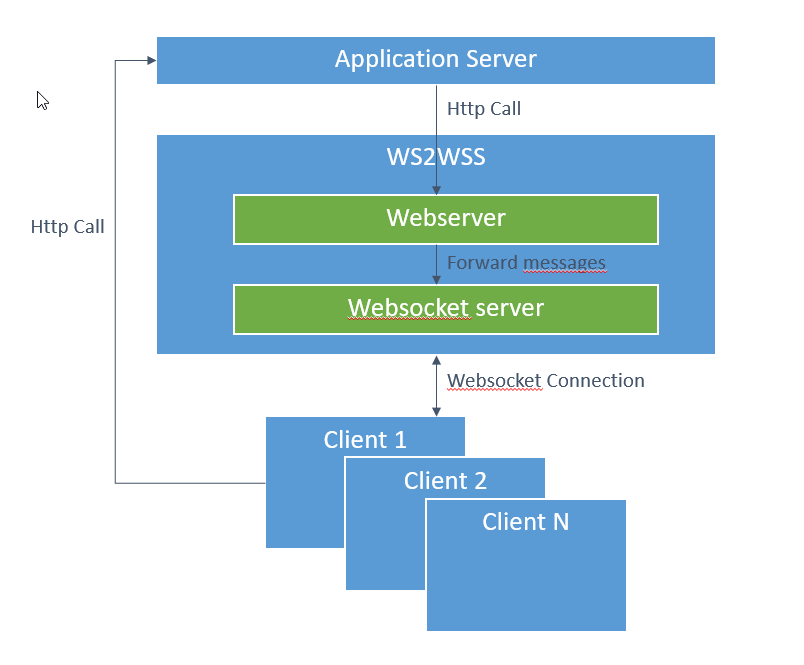 Application Server
Http Call
WS2WSS
Webserver
Http Call
Forward messages
Websocket server
Websocket Connection
Client 1
Client 2
Client N